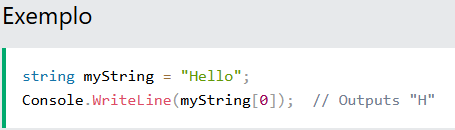 Exemplo
string myString = "Hello";
Console.WriteLine(myString[0]);  // Outputs "H"